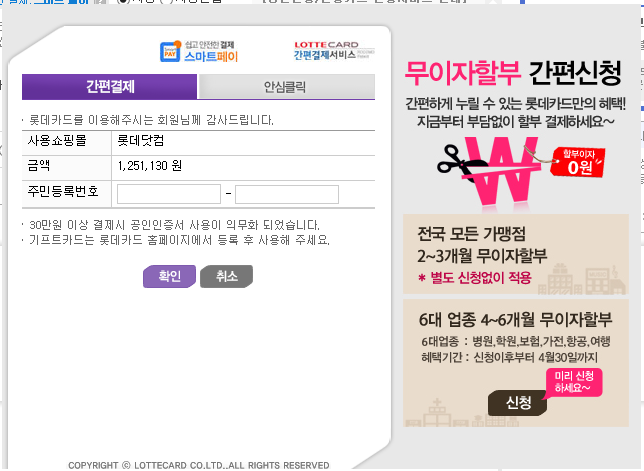 쉽고 안전한 결제
스마트페이
LOTTECARD
간편결제서비스
간편결제
안심클릭
· 롯데카드를 이용해주시는 회원님께 감사드립니다.
사용쇼핑몰 롯데닷컴
금액 1,251,130 원
주민등록번호 -
· 30만원 이상 결제시 공인인증서 사용이 의무화 되었습니다.
· 기프트카드는 롯데카드 홈페이지에서 등록 후 사용해 주세요.
확인 취소
COPYRIGHT ⓒ LOTTECARD CO,LTD.,ALL RIGHTS RESERVED
무이자할부 간편신청
간편하게 누릴 수 있는 롯데카드만의 혜택!
지금부터 부담없이 할부 결제하세요~
할부이자
0원
전국 모든 가맹점
2~3개월 무이자할부
* 별도 신청없이 적용
6대 업종 4~6개월 무이자할부
6대업종 : 병원,학원,보험,가전,항공,여행
혜택기간 : 신청이후부터 4월30일까지
미리 신청
하세요~
신청